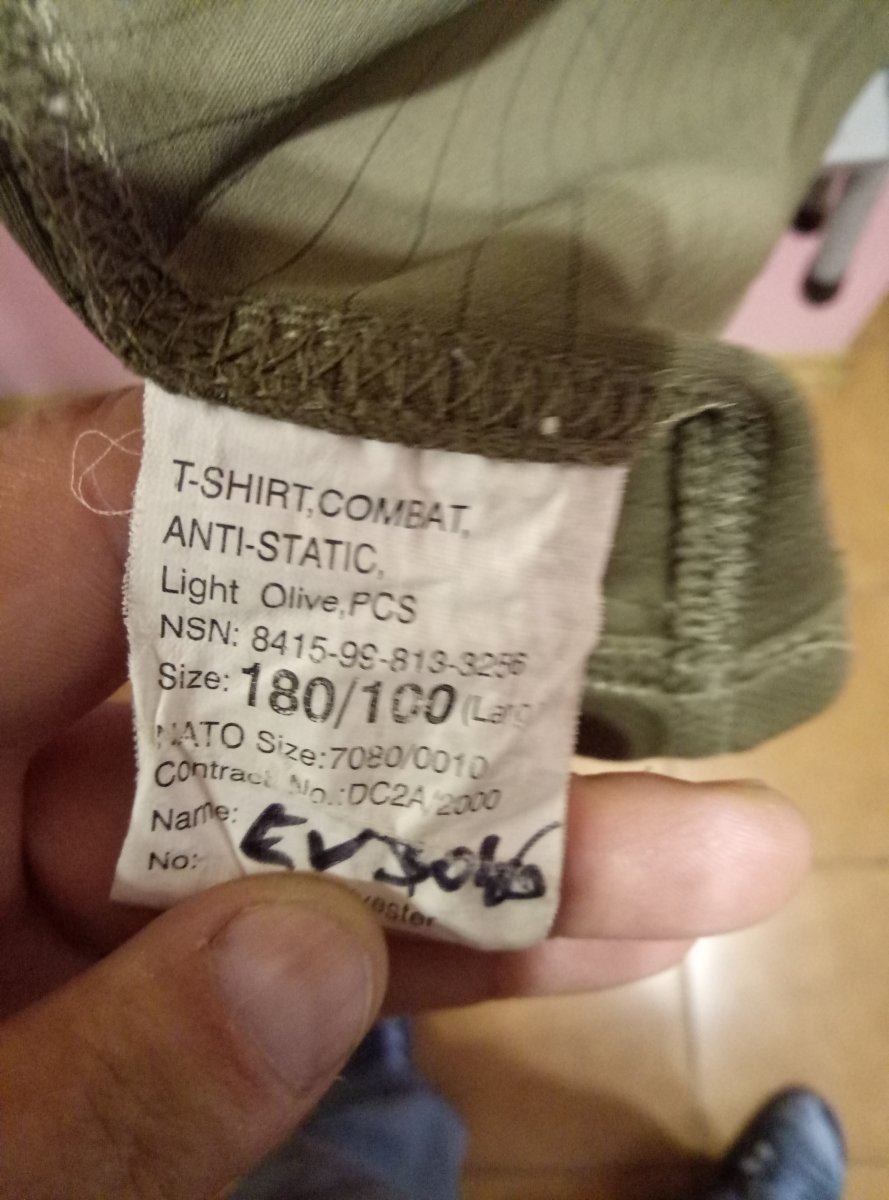 T-SHIRT,COMBAT,
ANTI-STATIC,
Light Olive,PCS
NSN: 8415-99-813-3256
Size: 180/100 (Larg
NATO Size:7080/0010
Contract No.:DC2A/2000
Name:
No: